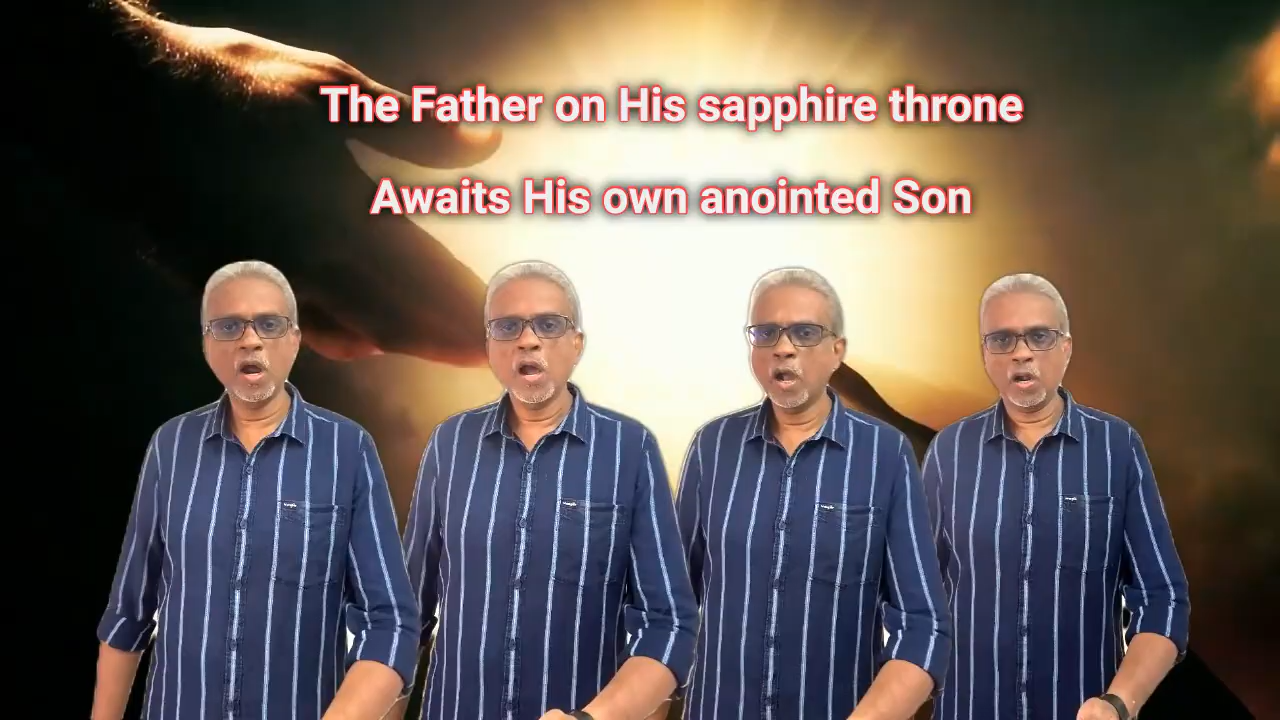 The Father on His sapphire throne
Awaits His own anointed Son